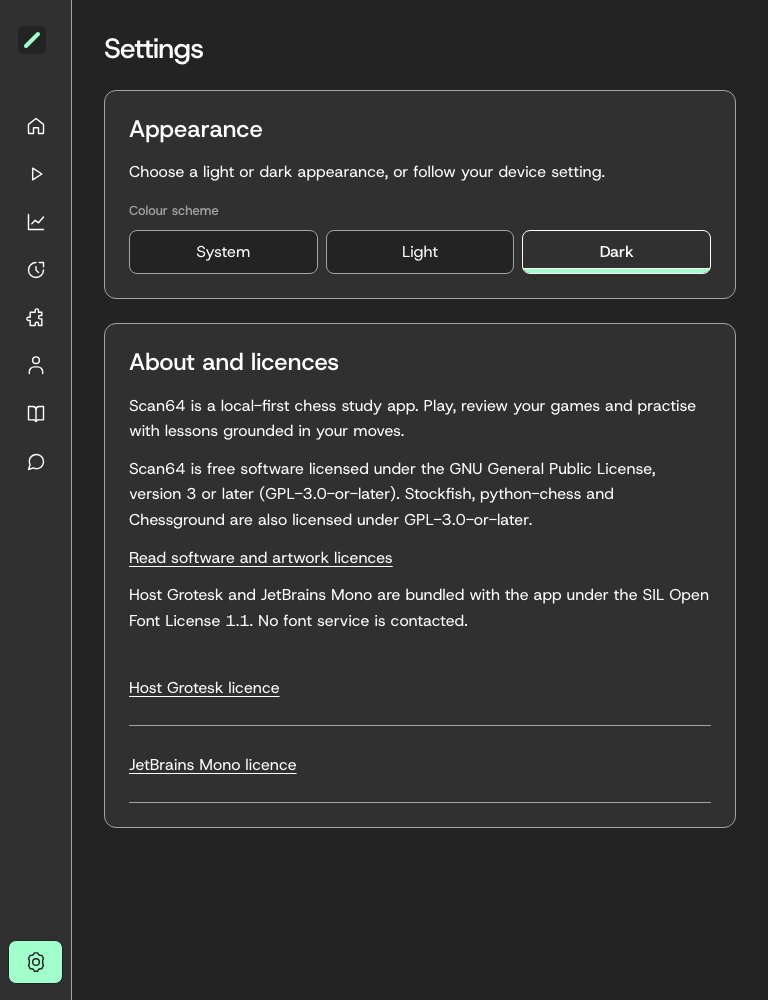 Settings
Appearance
Choose a light or dark appearance, or follow your device setting.
Colour scheme
System
Light
Dark
About and licences
Scan64 is a local-first chess study app. Play, review your games and practise
with lessons grounded in your moves.
Scan64 is free software licensed under the GNU General Public License,
version 3 or later (GPL-3.0-or-later). Stockfish, python-chess and
Chessground are also licensed under GPL-3.0-or-later.
Read software and artwork licences
Host Grotesk and JetBrains Mono are bundled with the app under the SIL Open
Font License 1.1. No font service is contacted.
Host Grotesk licence
JetBrains Mono licence